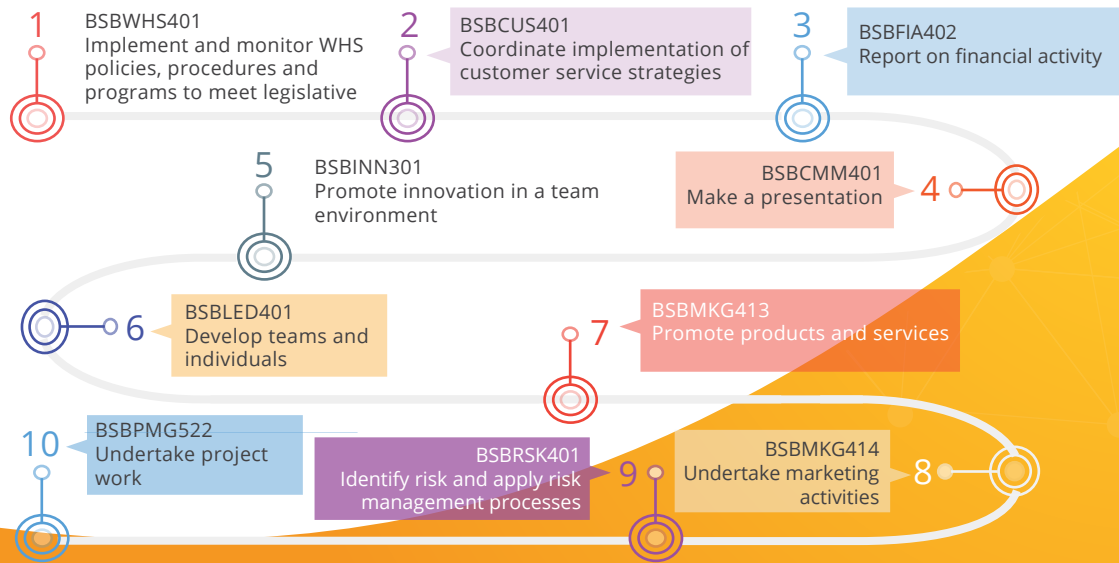 1
BSBWHS401
Implement and monitor WHS
policies, procedures and
programs to meet legislative
2
BSBCUS401
Coordinate implementation of
customer service strategies
3
BSBFIA402
Report on financial activity
BSBCMM401
Make a presentation
4
5
BSBINN301
Promote innovation in a team
environment
6
BSBLED401
Develop teams and
individuals
7
BSBMKG413
Promote products and services
BSBMKG414
Undertake marketing
activities
8
BSBRSK401
Identify risk and apply risk
management processes
9
10
BSBPMG522
Undertake project
work